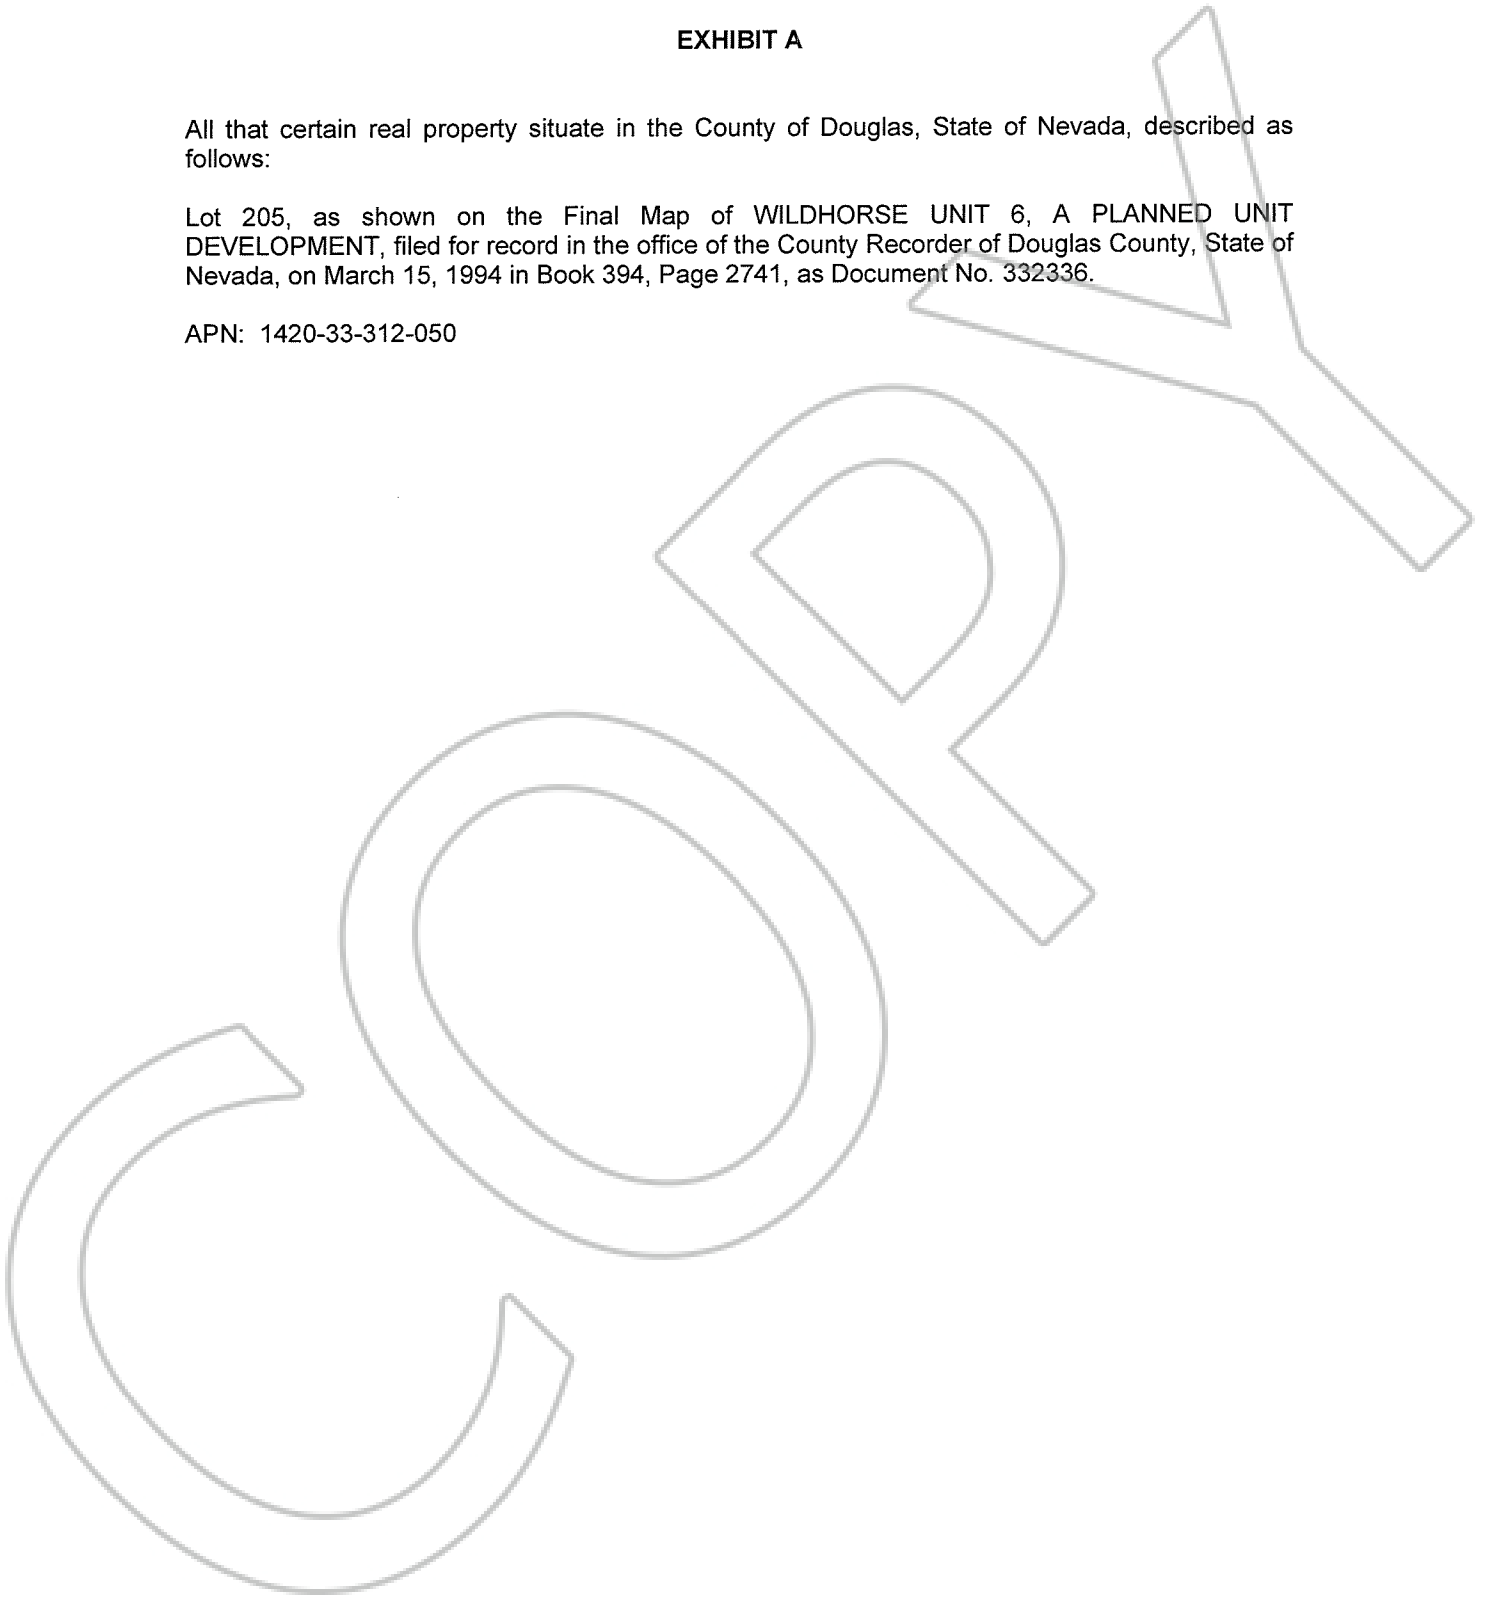 EXHIBIT A
All that certain real property situate in the County of Douglas, State of Nevada, described as
follows:
Lot 205, as shown on the Final Map of WILDHORSE UNIT 6, A PLANNED UNIT
DEVELOPMENT, filed for record in the office of the County Recorder of Douglas County, State of
Nevada, on March 15, 1994 in Book 394, Page 2741, as Document No. 332336.
APN: 1420-33-312-050
COPY